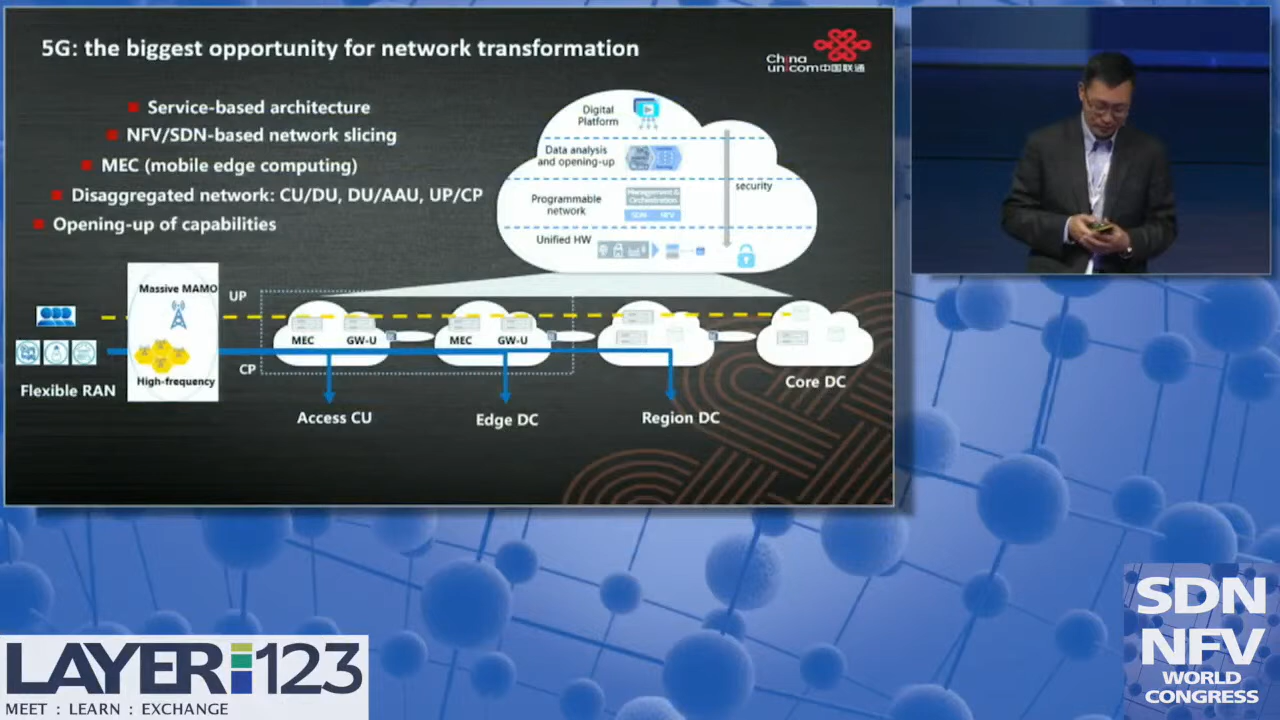 5G: the biggest opportunity for network transformation
China
unicom中国联通
Service-based architecture
NFV/SDN-based network slicing
MEC (mobile edge computing)
Disaggregated network: CU/DU, DU/AAU, UP/CP
Opening-up of capabilities
Digital
Platform
Data analysis
and opening-up
Programmable
network
Management &
Orchestration
SDN NFV
Unified HW
security
Massive MAMO
High-frequency
Flexible RAN
UP
CP
MEC GW-U
MEC GW-U
Access CU
Edge DC
Region DC
Core DC
LAYER 123
MEET : LEARN : EXCHANGE
SDN
NFV
WORLD
CONGRESS